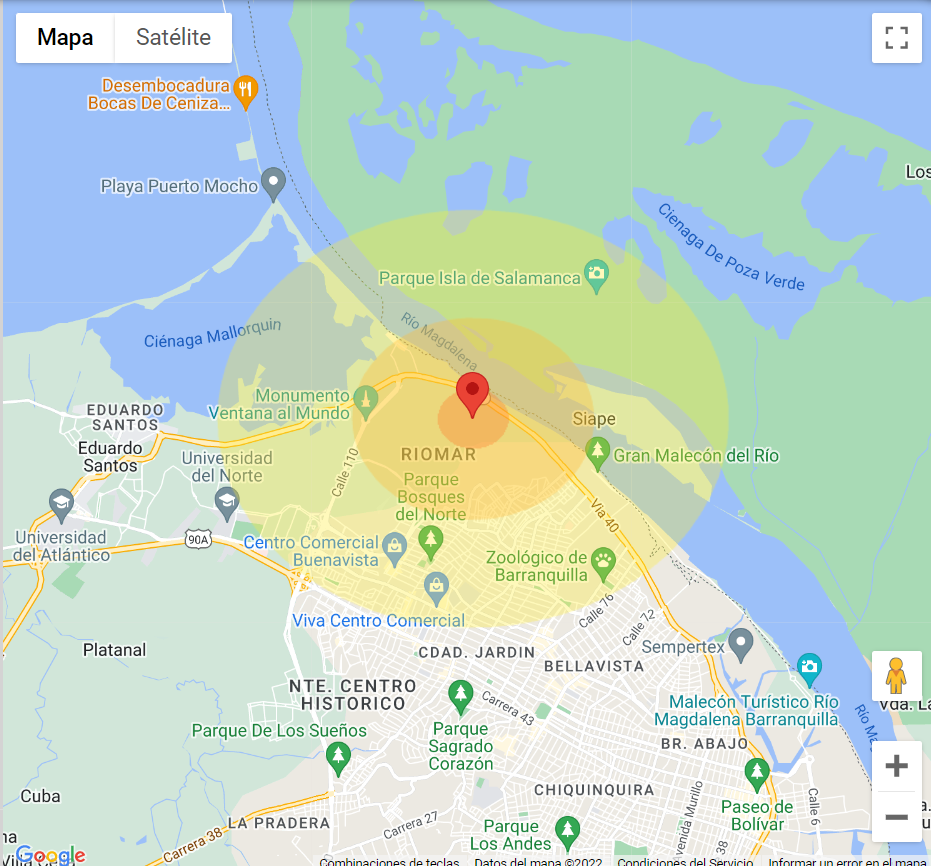 Mapa
Satélite
Desembocadura
Bocas De Ceniza...
Playa Puerto Mocho
Los
Cienaga De Poza Verde
Parque Isla de Salamanca
Río Magdalena
Ciénaga Mallorquin
Monumento
Ventana al Mundo
EDUARDO
SANTOS
Siape
Eduardo
Santos
Universidad
del Norte
RIOMAR
Gran Malecón del Río
Calle 110
Parque
Bosques
del Norte
Vía 40
Universidad
del Atlántico
90A
Centro Comercial
Buenavista
Zoológico de
Barranquilla
Calle 76
Calle 72
Viva Centro Comercial
Platanal
CDAD. JARDIN
Sempertex
BELLAVISTA
NTE. CENTRO
HISTORICO
Carrera 43
Malecón Turístico Río
Magdalena Barranquilla
Vda. La
Parque De Los Sueños
Parque
Sagrado
Corazón
BR. ABAJO
Cuba
CHIQUINQUIRA
Calle 6
Paseo de
Bolívar
LA PRADERA
Carrera 27
Parque
Los Andes
Carrera 38
38
Google
Combinaciones de teclas
Datos del mapa ©2022
Condiciones del Servicio
Informar un error en el mapa